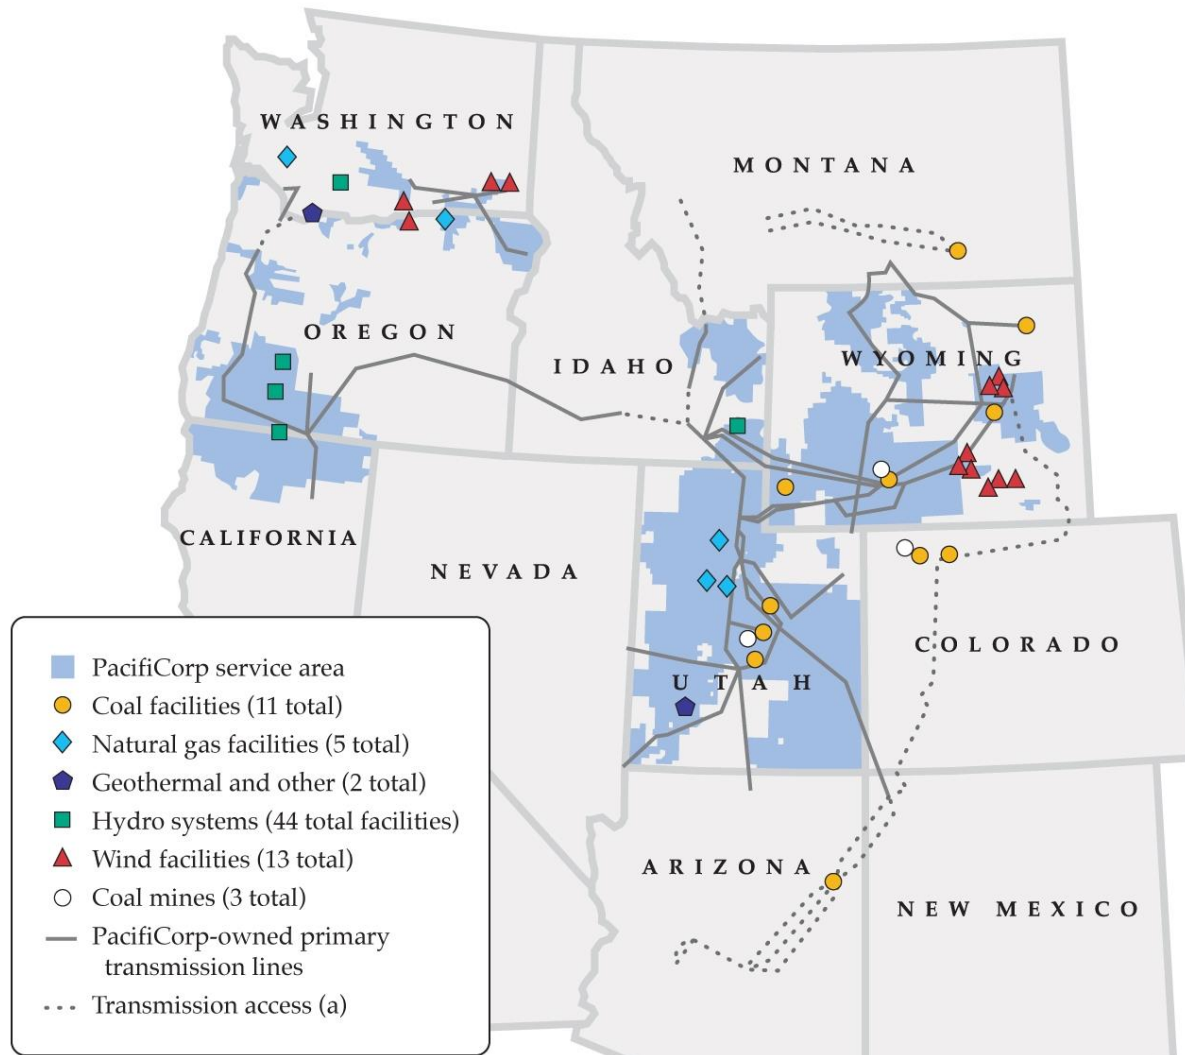 WASHINGTON
MONTANA
OREGON
IDAHO
WYOMING
CALIFORNIA
NEVADA
UTAH
COLORADO
ARIZONA
NEW MEXICO
PacifiCorp service area
Coal facilities (11 total)
Natural gas facilities (5 total)
Geothermal and other (2 total)
Hydro systems (44 total facilities)
Wind facilities (13 total)
Coal mines (3 total)
PacifiCorp-owned primary
transmission lines
Transmission access (a)